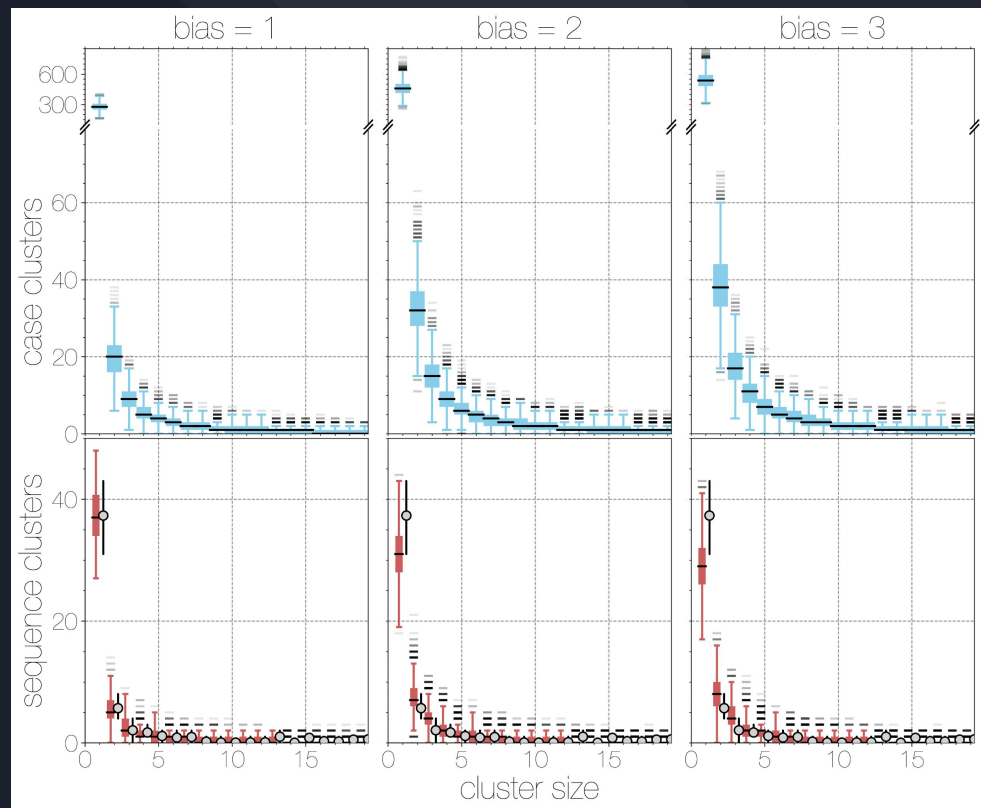 bias = 1
bias = 2
bias = 3
600
300
60
40
20
0
case clusters
40
20
0
sequence clusters
0 5 10 15
0 5 10 15
0 5 10 15
cluster size